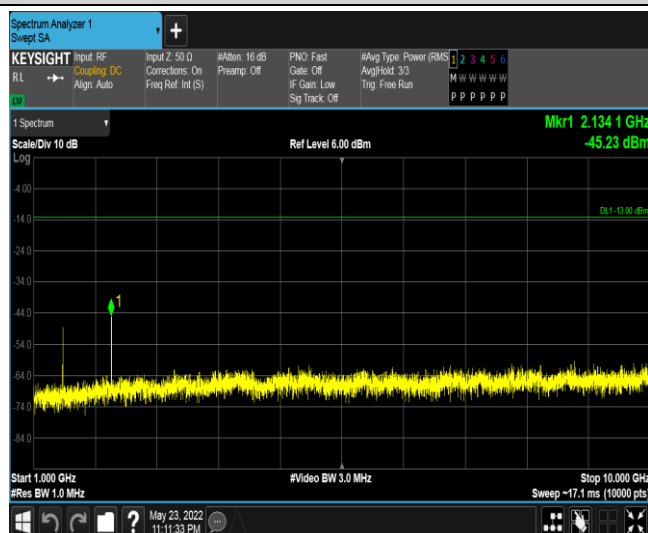 Spectrum Analyzer 1
Swept SA
KEYSIGHT
RL
LXI
Input: RF
Coupling: DC
Align: Auto
Input Z: 50 Ω
Corrections: On
Freq Ref: Int (S)
#Atten: 16 dB
Preamp: Off
PNO: Fast
Gate: Off
IF Gain: Low
Sig Track: Off
#Avg Type: Power (RMS
Avg|Hold: 3/3
Trig: Free Run
1 2 3 4 5 6
M W W W W W
P P P P P P
1 Spectrum
Mkr1 2.134 1 GHz
-45.23 dBm
Scale/Div 10 dB
Ref Level 6.00 dBm
Log
-4.00
DL1 -13.00 dBm
-14.0
-24.0
-34.0
1
-44.0
-54.0
-64.0
-74.0
-84.0
Start 1.000 GHz
#Video BW 3.0 MHz
Stop 10.000 GHz
#Res BW 1.0 MHz
Sweep ~17.1 ms (10000 pts)
?
May 23, 2022
11:11:33 PM